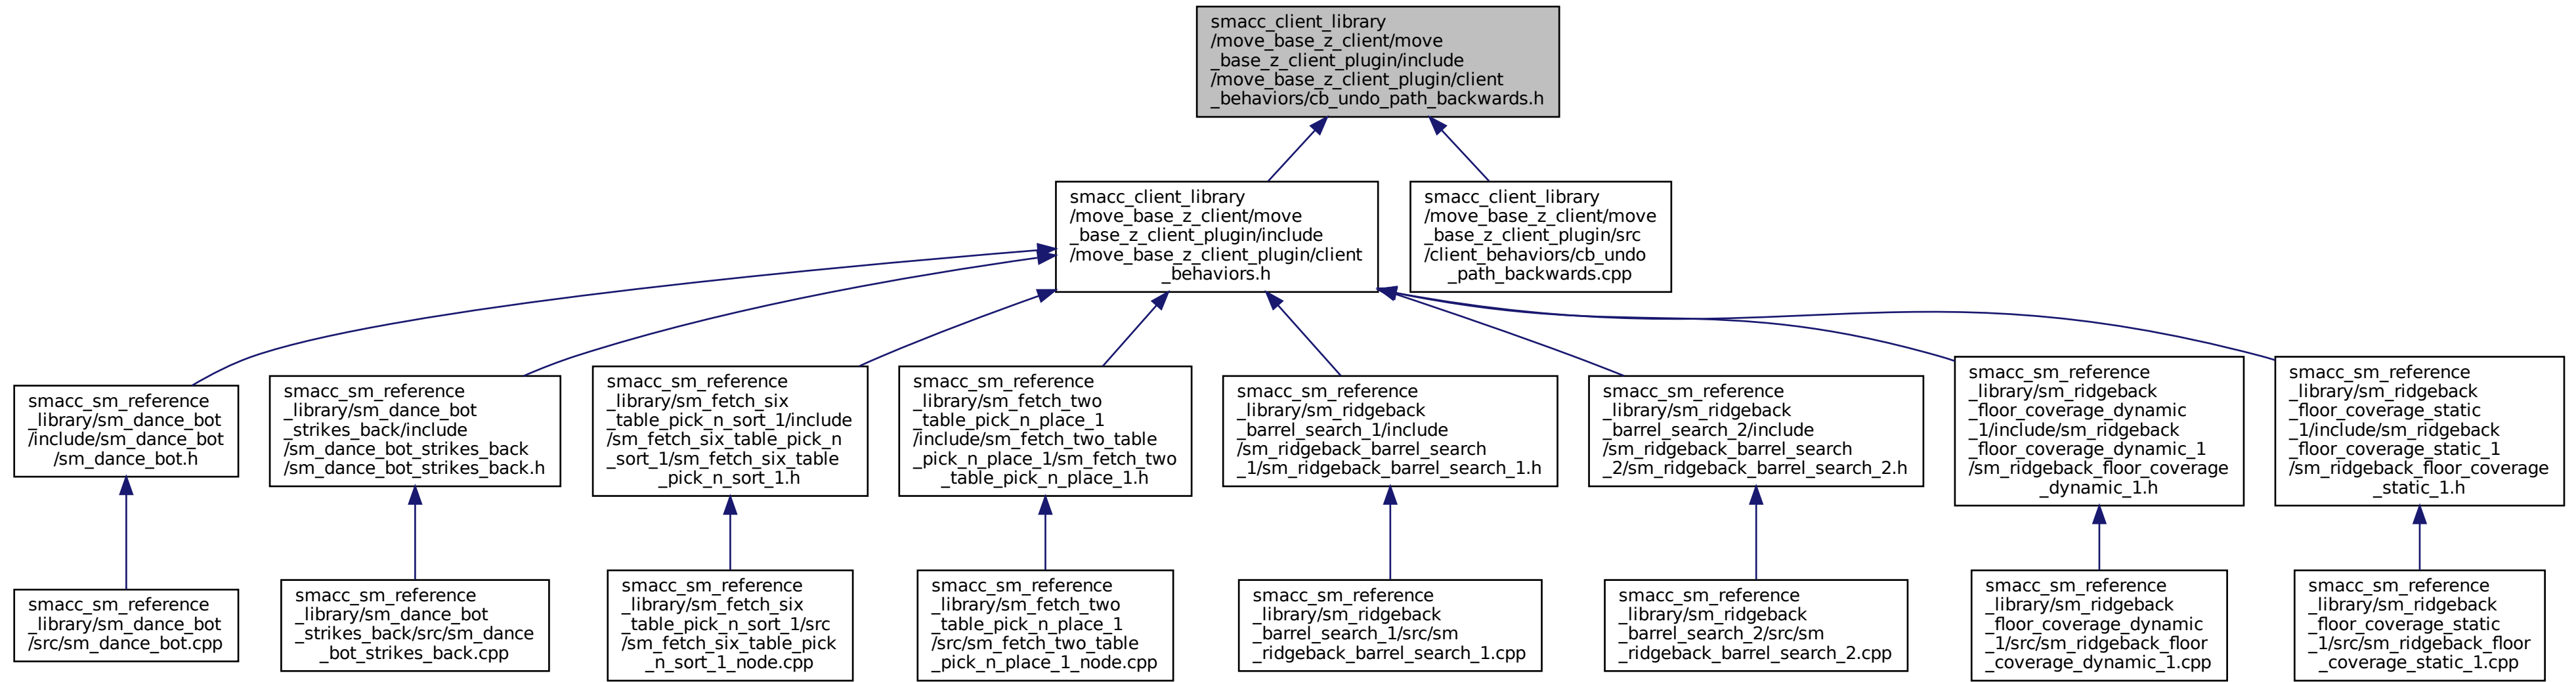 smacc_client_library
/move_base_z_client/move
_base_z_client_plugin/include
/move_base_z_client_plugin/client
_behaviors/cb_undo_path_backwards.h
smacc_client_library
/move_base_z_client/move
_base_z_client_plugin/include
/move_base_z_client_plugin/client
_behaviors.h
smacc_client_library
/move_base_z_client/move
_base_z_client_plugin/src
/client_behaviors/cb_undo
_path_backwards.cpp
smacc_sm_reference
_library/sm_dance_bot
/include/sm_dance_bot
/sm_dance_bot.h
smacc_sm_reference
_library/sm_dance_bot
_strikes_back/include
/sm_dance_bot_strikes_back
/sm_dance_bot_strikes_back.h
smacc_sm_reference
_library/sm_fetch_six
_table_pick_n_sort_1/include
/sm_fetch_six_table_pick_n
_sort_1/sm_fetch_six_table
_pick_n_sort_1.h
smacc_sm_reference
_library/sm_fetch_two
_table_pick_n_place_1
/include/sm_fetch_two_table
_pick_n_place_1/sm_fetch_two
_table_pick_n_place_1.h
smacc_sm_reference
_library/sm_ridgeback
_barrel_search_1/include
/sm_ridgeback_barrel_search
_1/sm_ridgeback_barrel_search_1.h
smacc_sm_reference
_library/sm_ridgeback
_barrel_search_2/include
/sm_ridgeback_barrel_search
_2/sm_ridgeback_barrel_search_2.h
smacc_sm_reference
_library/sm_ridgeback
_floor_coverage_dynamic
_1/include/sm_ridgeback
_floor_coverage_dynamic_1
/sm_ridgeback_floor_coverage
_dynamic_1.h
smacc_sm_reference
_library/sm_ridgeback
_floor_coverage_static
_1/include/sm_ridgeback
_floor_coverage_static_1
/sm_ridgeback_floor_coverage
_static_1.h
smacc_sm_reference
_library/sm_dance_bot
/src/sm_dance_bot.cpp
smacc_sm_reference
_library/sm_dance_bot
_strikes_back/src/sm_dance
_bot_strikes_back.cpp
smacc_sm_reference
_library/sm_fetch_six
_table_pick_n_sort_1/src
/sm_fetch_six_table_pick
_n_sort_1_node.cpp
smacc_sm_reference
_library/sm_fetch_two
_table_pick_n_place_1
/src/sm_fetch_two_table
_pick_n_place_1_node.cpp
smacc_sm_reference
_library/sm_ridgeback
_barrel_search_1/src/sm
_ridgeback_barrel_search_1.cpp
smacc_sm_reference
_library/sm_ridgeback
_barrel_search_2/src/sm
_ridgeback_barrel_search_2.cpp
smacc_sm_reference
_library/sm_ridgeback
_floor_coverage_dynamic
_1/src/sm_ridgeback_floor
_coverage_dynamic_1.cpp
smacc_sm_reference
_library/sm_ridgeback
_floor_coverage_static
_1/src/sm_ridgeback_floor
_coverage_static_1.cpp